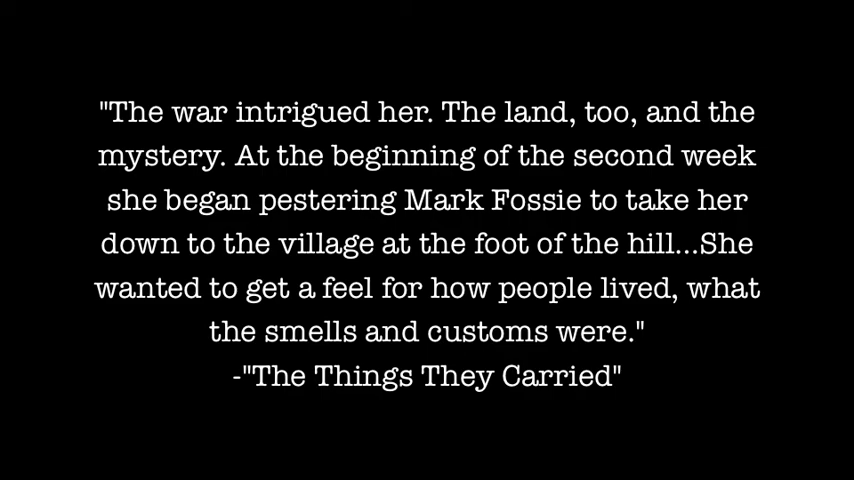 "The war intrigued her. The land, too, and the
mystery. At the beginning of the second week
she began pestering Mark Fossie to take her
down to the village at the foot of the hill...She
wanted to get a feel for how people lived, what
the smells and customs were."
-"The Things They Carried"